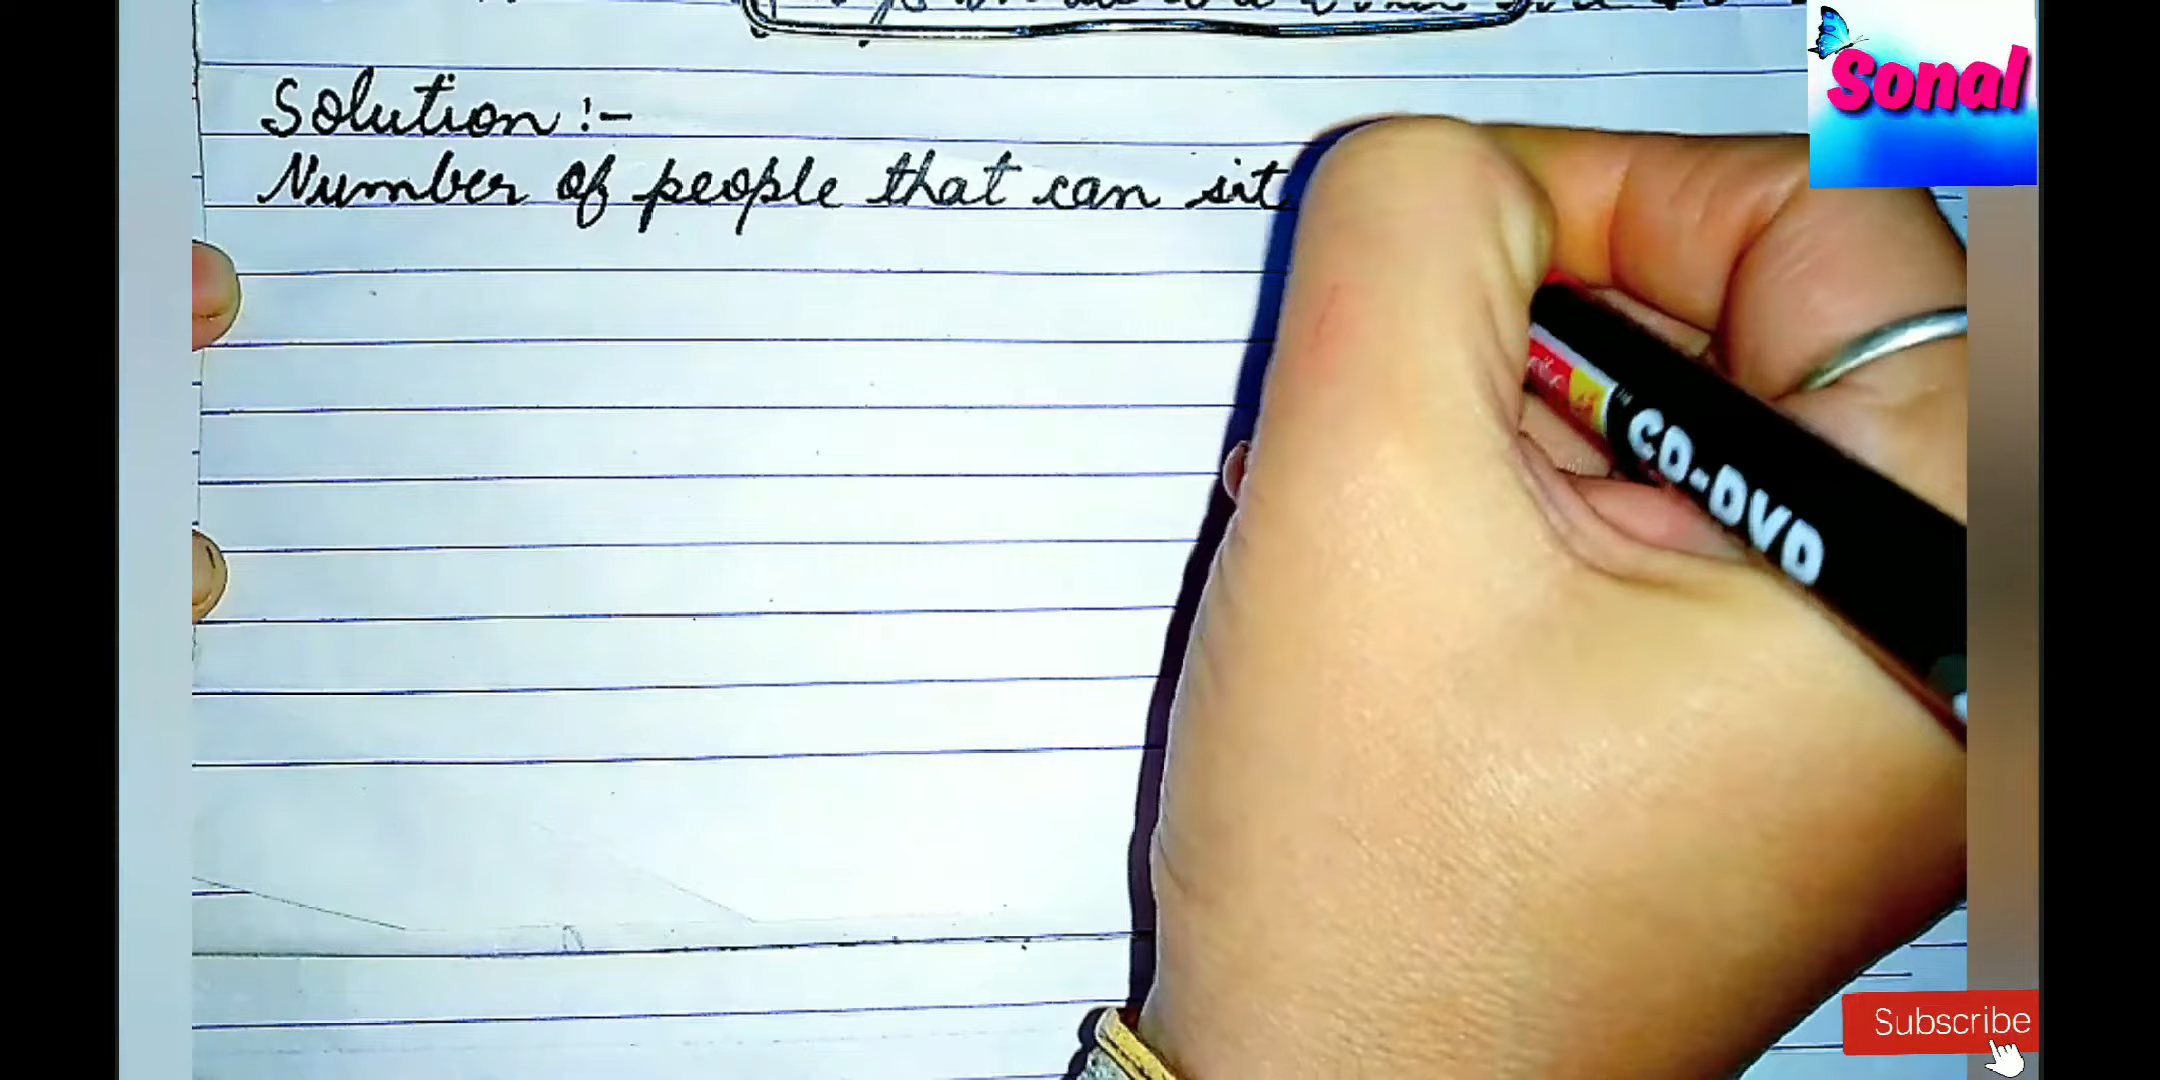 Solution :-
Number of people that can sit
Sonal
CD-DVD
Subscribe